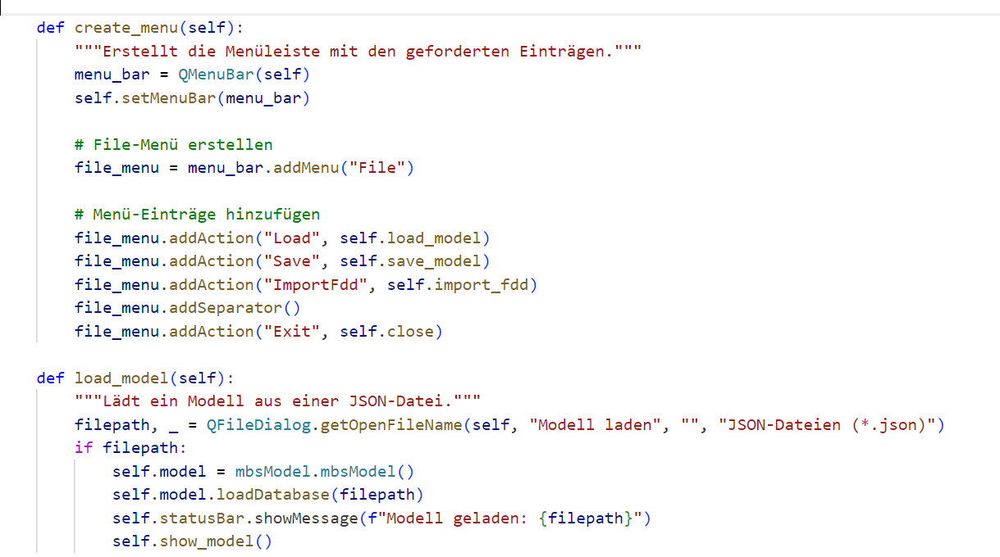 def create_menu(self):
    """Erstellt die Menüleiste mit den geforderten Einträgen."""
    menu_bar = QMenuBar(self)
    self.setMenuBar(menu_bar)

    # File-Menü erstellen
    file_menu = menu_bar.addMenu("File")

    # Menü-Einträge hinzufügen
    file_menu.addAction("Load", self.load_model)
    file_menu.addAction("Save", self.save_model)
    file_menu.addAction("ImportFdd", self.import_fdd)
    file_menu.addSeparator()
    file_menu.addAction("Exit", self.close)

def load_model(self):
    """Lädt ein Modell aus einer JSON-Datei."""
    filepath, _ = QFileDialog.getOpenFileName(self, "Modell laden", "", "JSON-Dateien (*.json)")
    if filepath:
        self.model = mbsModel.mbsModel()
        self.model.loadDatabase(filepath)
        self.statusBar.showMessage(f"Modell geladen: {filepath}")
        self.show_model()